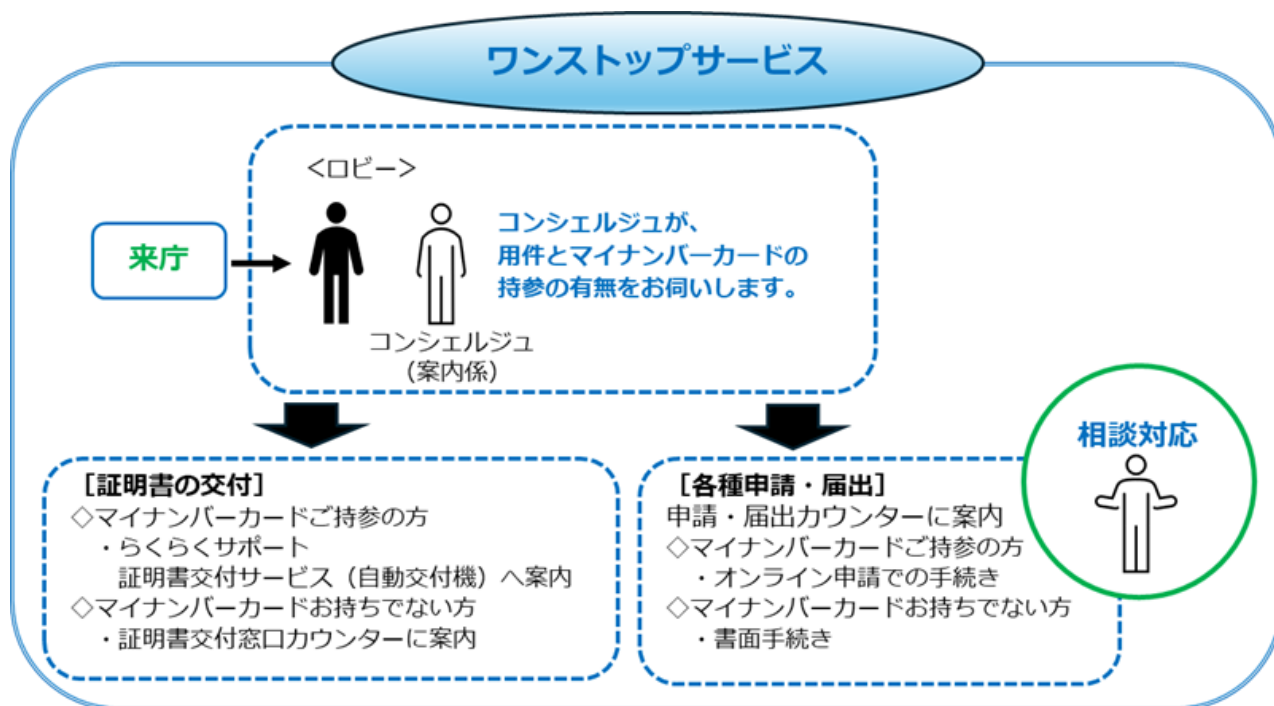 ワンストップサービス
<ロビー>
来庁
コンシェルジュが、
用件とマイナンバーカードの
持参の有無をお伺いします。
コンシェルジュ
(案内係)
相談対応
[証明書の交付]
◇マイナンバーカードご持参の方
・らくらくサポート
証明書交付サービス（自動交付機）へ案内
◇マイナンバーカードお持ちでない方
・証明書交付窓口カウンターに案内
[各種申請・届出]
申請・届出カウンターに案内
◇マイナンバーカードご持参の方
・オンライン申請での手続き
◇マイナンバーカードお持ちでない方
・書面手続き